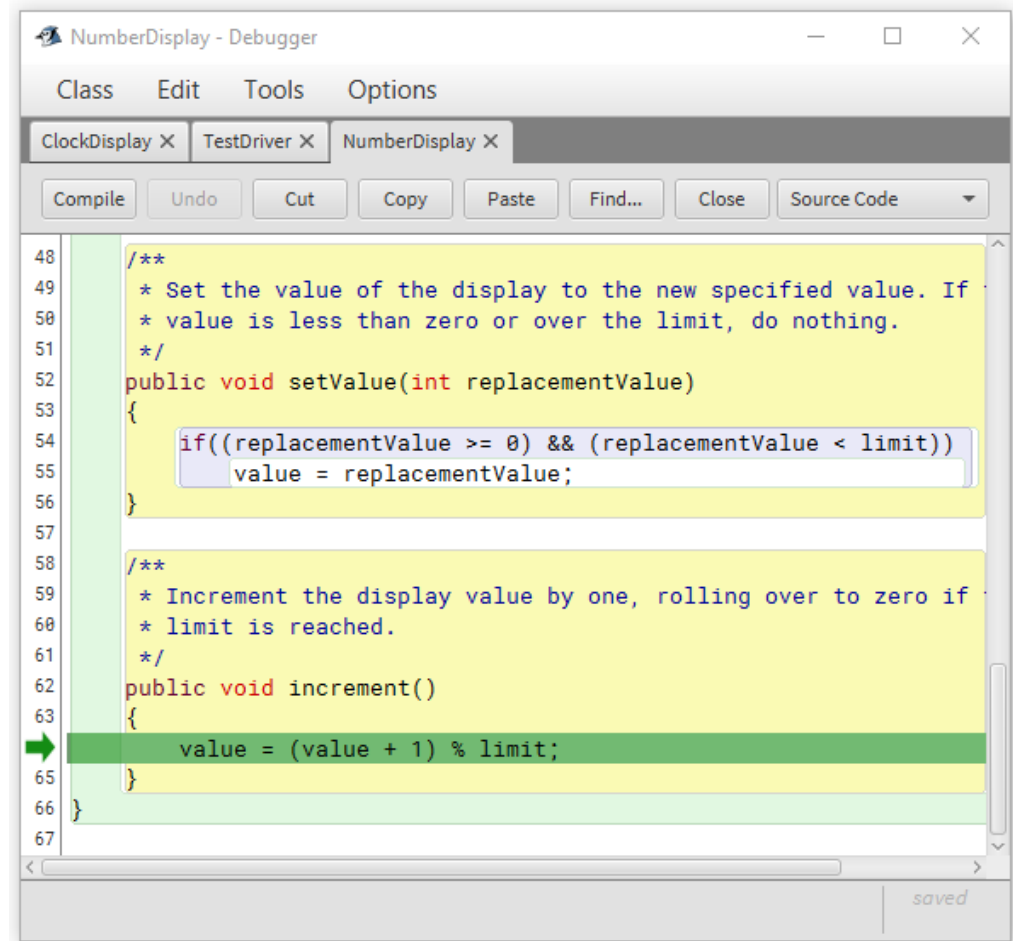 NumberDisplay - Debugger
Class Edit Tools Options
ClockDisplay TestDriver NumberDisplay
Compile Undo Cut Copy Paste Find... Close Source Code
48 /**
49 * Set the value of the display to the new specified value. If
50 * value is less than zero or over the limit, do nothing.
51 */
52 public void setValue(int replacementValue)
53 {
54 if((replacementValue >= 0) && (replacementValue < limit))
55 value = replacementValue;
56 }
57
58 /**
59 * Increment the display value by one, rolling over to zero if
60 * limit is reached.
61 */
62 public void increment()
63 {
value = (value + 1) % limit;
65 }
66 }
67
saved